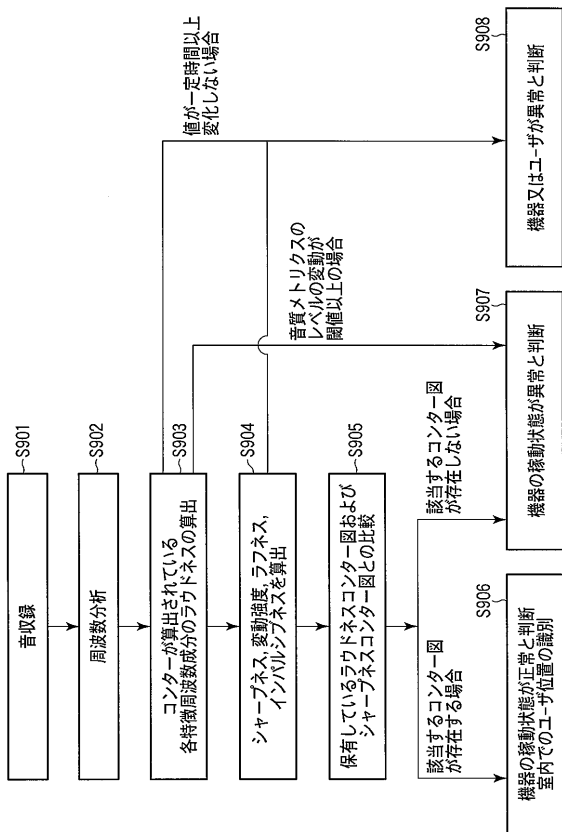 S901
音収録
S902
周波数分析
S903
コンターが算出されている
各特徴周波数成分のラウドネスの算出
S904
シャープネス,変動強度,ラフネス,
インパルシブネスを算出
S905
保有しているラウドネスコンター図および
シャープネスコンター図との比較
値が一定時間以上
変化しない場合
音質メトリクスの
レベルの変動が
閾値以上の場合
該当するコンター図
が存在する場合
該当するコンター図
が存在しない場合
S906
機器の稼動状態が正常と判断
室内でのユーザ位置の識別
S907
機器の稼動状態が異常と判断
S908
機器又はユーザが異常と判断